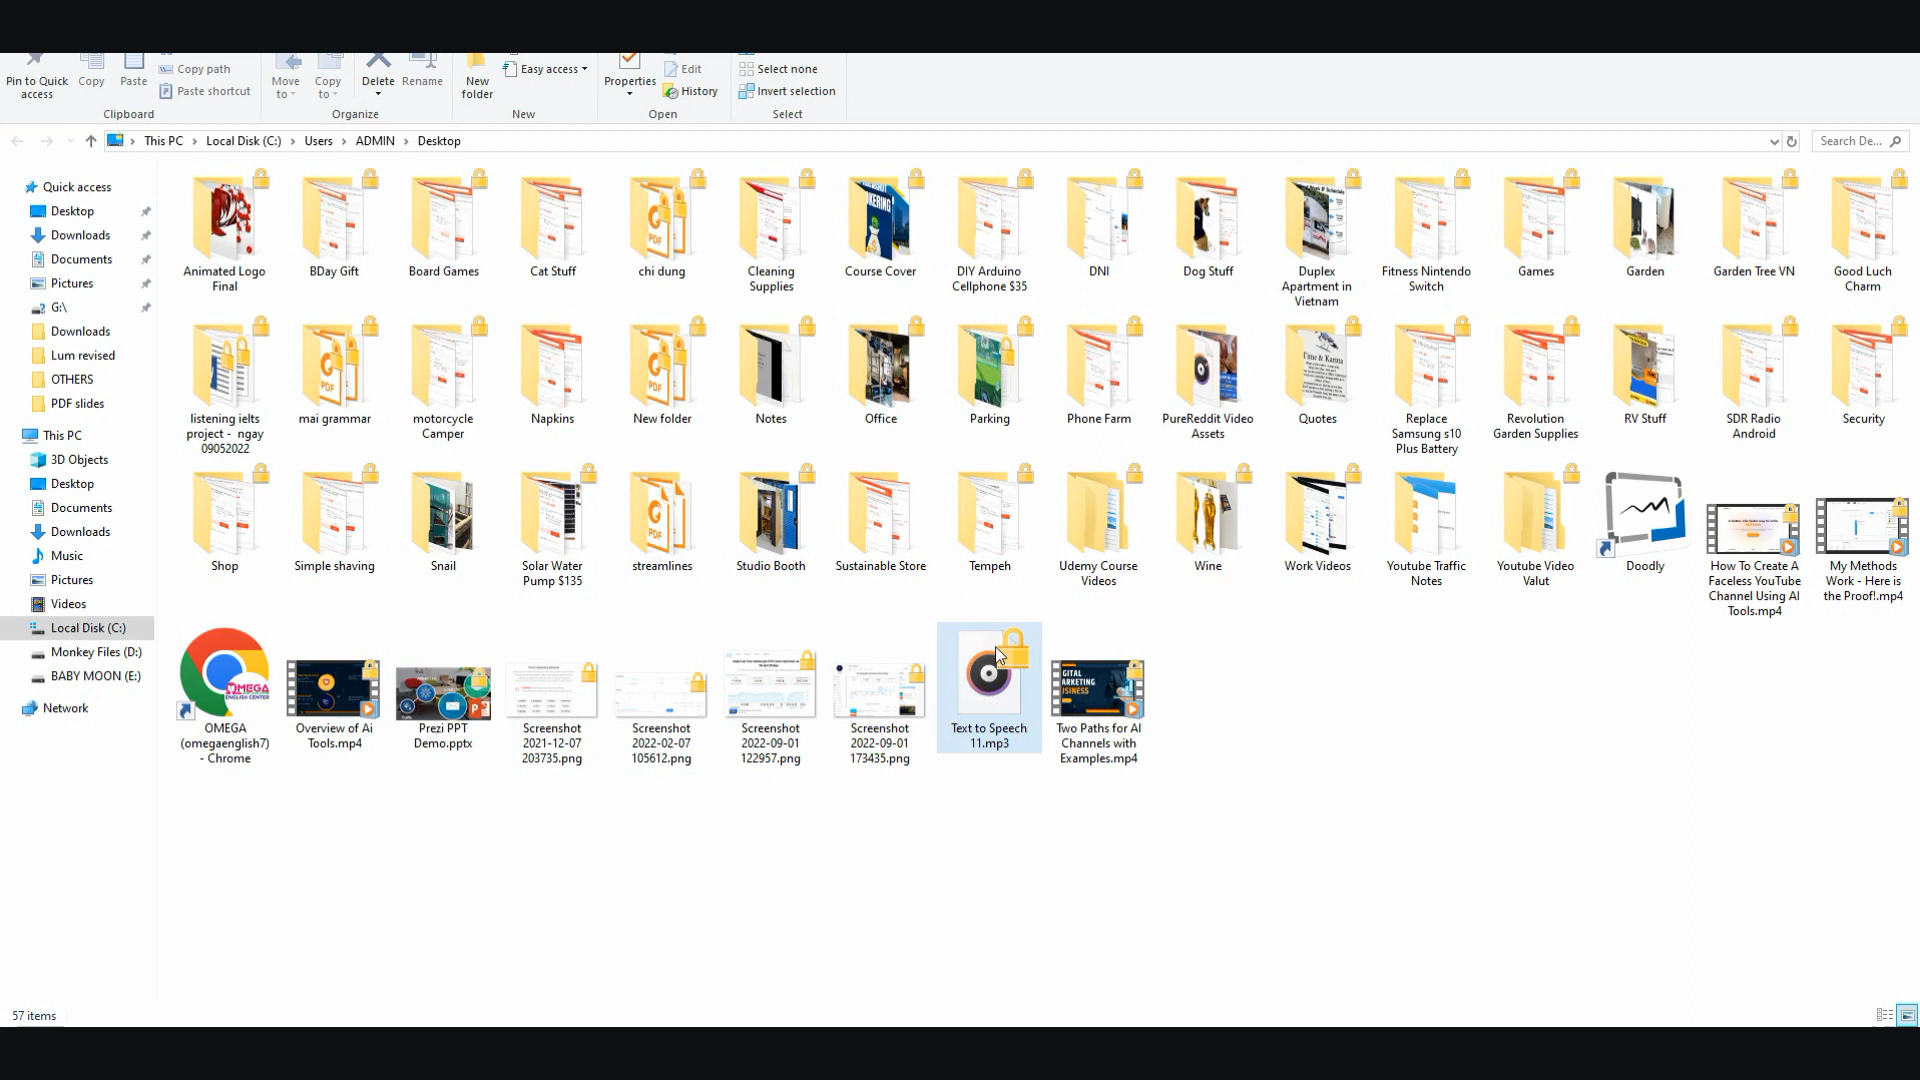 Pin to Quick access
Copy
Paste
Copy path
Paste shortcut
Clipboard
Move to
Copy to
Delete
Rename
Organize
New folder
Easy access
New
Properties
Edit
History
Open
Select none
Invert selection
Select
This PC
Local Disk (C:)
Users
ADMIN
Desktop
Search De...
Quick access
Desktop
Downloads
Documents
Pictures
G:\
Downloads
Lum revised
OTHERS
PDF slides
This PC
3D Objects
Desktop
Documents
Downloads
Music
Pictures
Videos
Local Disk (C:)
Monkey Files (D:)
BABY MOON (E:)
Network
Animated Logo Final
BDay Gift
Board Games
Cat Stuff
PDF
chi dung
Cleaning Supplies
Course Cover
DIY Arduino Cellphone $35
DNI
Dog Stuff
Duplex Apartment in Vietnam
Fitness Nintendo Switch
Games
Garden
Garden Tree VN
Good Luch Charm
listening ielts project - ngay 09052022
PDF
mai grammar
motorcycle Camper
Napkins
PDF
New folder
Notes
Office
Parking
Phone Farm
PureReddit Video Assets
Time & Karma
Quotes
Replace Samsung s10 Plus Battery
Revolution Garden Supplies
RV Stuff
SDR Radio Android
Security
Shop
Simple shaving
Snail
Solar Water Pump $135
PDF
streamlines
Studio Booth
Sustainable Store
Tempeh
Udemy Course Videos
Wine
Work Videos
Youtube Traffic Notes
Youtube Video Valut
Doodly
How To Create A Faceless YouTube Channel Using AI Tools.mp4
My Methods Work - Here is the Proof!.mp4
OMEGA
ENGLISH CENTER
OMEGA (omegaenglish7) - Chrome
Overview of Ai Tools.mp4
Prezi PPT Demo.pptx
Screenshot 2021-12-07 203735.png
Screenshot 2022-02-07 105612.png
Screenshot 2022-09-01 122957.png
Screenshot 2022-09-01 173435.png
Text to Speech 11.mp3
GITAL
ARKETING
USINESS
Two Paths for AI Channels with Examples.mp4
57 items